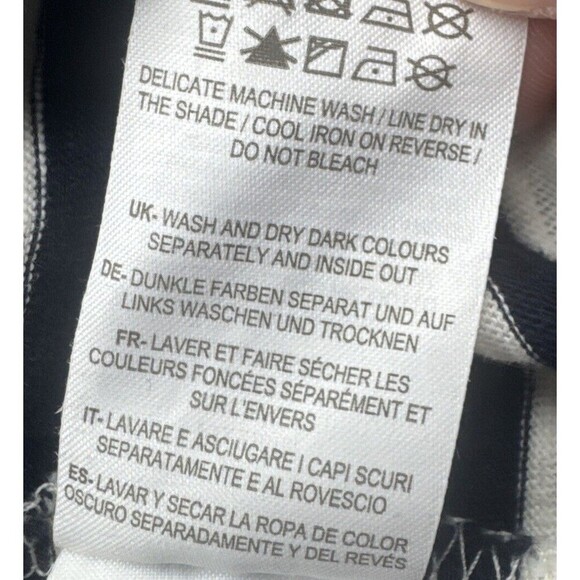 DELICATE MACHINE WASH / LINE DRY IN
THE SHADE / COOL IRON ON REVERSE /
DO NOT BLEACH
UK- WASH AND DRY DARK COLOURS
SEPARATELY AND INSIDE OUT
DE- DUNKLE FARBEN SEPARAT UND AUF
LINKS WASCHEN UND TROCKNEN
FR- LAVER ET FAIRE SÉCHER LES
COULEURS FONCÉES SÉPARÉMENT ET
SUR L'ENVERS
IT- LAVARE E ASCIUGARE I CAPI SCURI
SEPARATAMENTE E AL ROVESCIO
ES- LAVAR Y SECAR LA ROPA DE COLOR
OSCURO SEPARADAMENTE Y DEL REVÉS